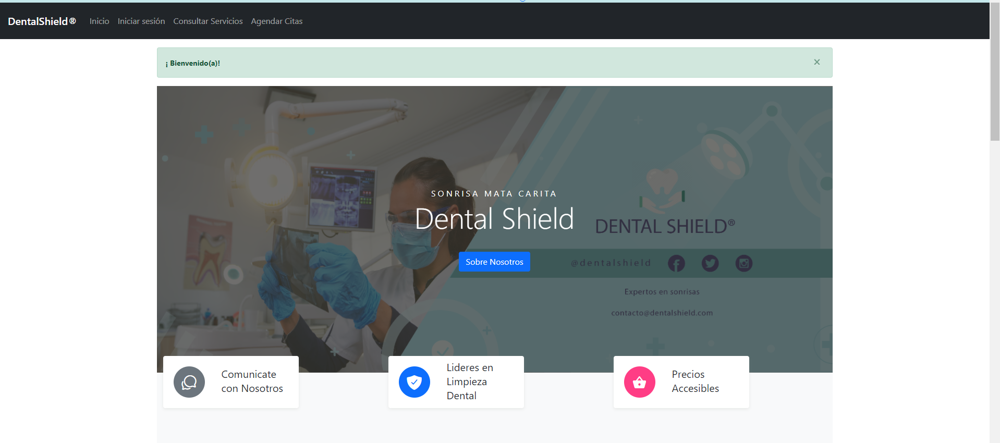 DentalShield® Inicio Iniciar sesión Consultar Servicios Agendar Citas
¡ Bienvenido(a)! ×
SONRISA MATA CARITA
Dental Shield
DENTAL SHIELD®
Sobre Nosotros
@dentalshield
Expertos en sonrisas
contacto@dentalshield.com
Comunicate
con Nosotros
Lideres en
Limpieza
Dental
Precios
Accesibles